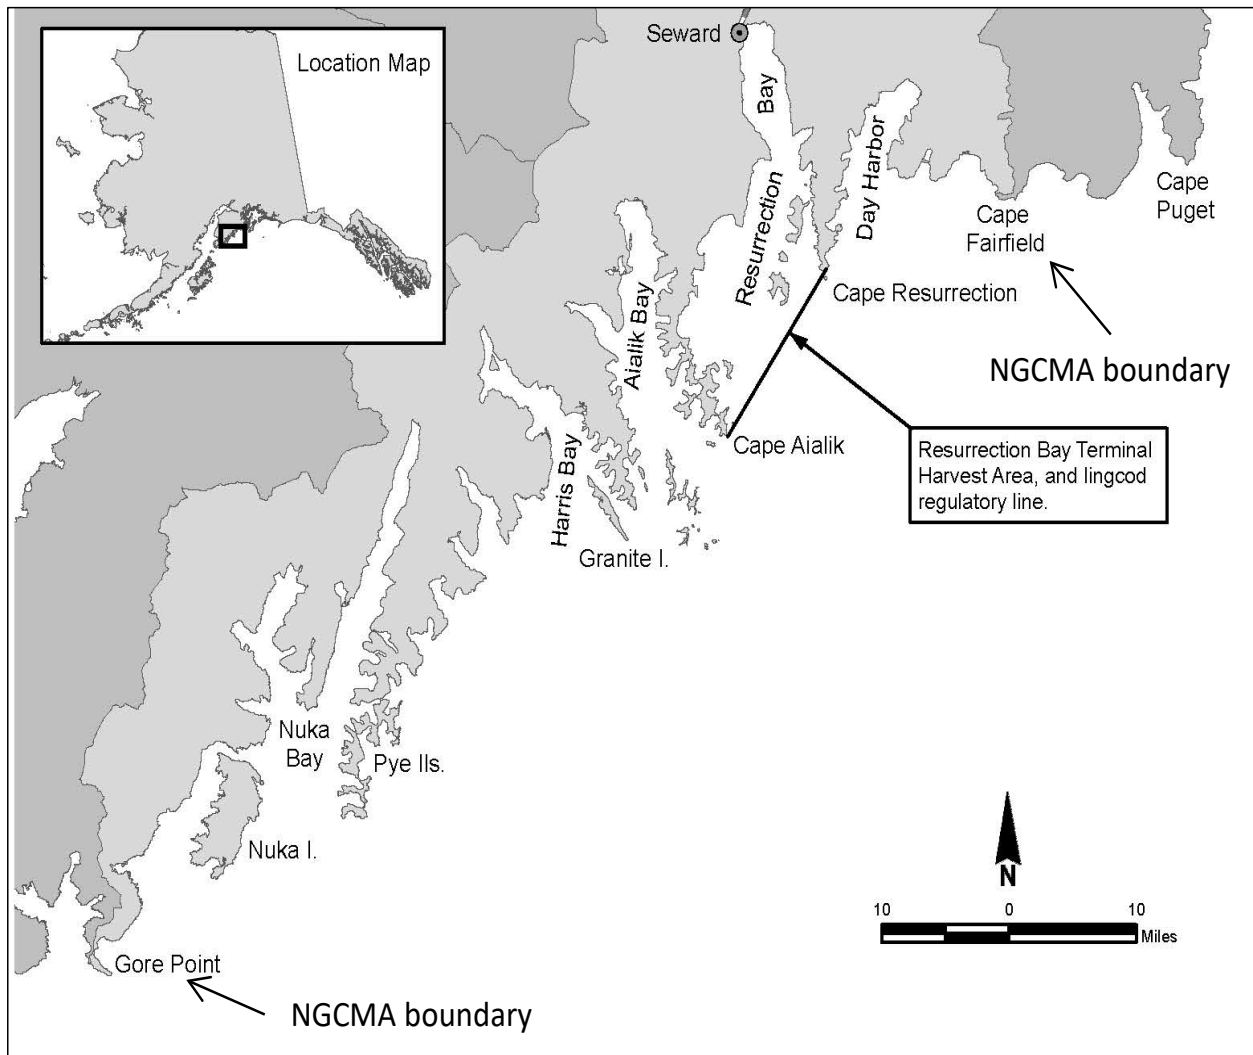 Location Map
Seward
Bay
Resurrection
Day Harbor
Cape
Puget
Cape
Fairfield
Cape Resurrection
NGCMA boundary
Aialik Bay
Cape Aialik
Resurrection Bay Terminal
Harvest Area, and lingcod
regulatory line.
Harris Bay
Granite I.
Nuka
Bay
Pye Ils.
Nuka I.
N
10 0 10
Miles
Gore Point
NGCMA boundary